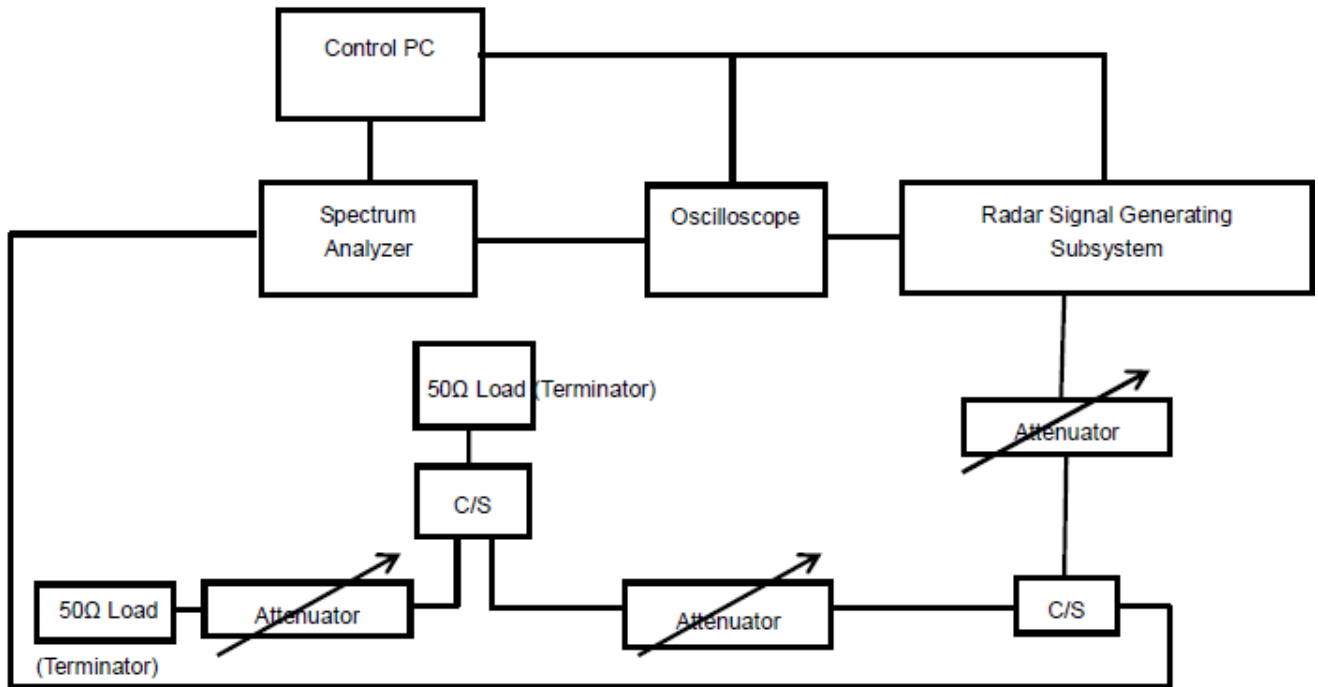 Control PC
Spectrum
Analyzer
Oscilloscope
Radar Signal Generating
Subsystem
50Ω Load (Terminator)
Attenuator
C/S
50Ω Load
(Terminator)
Attenuator
Attenuator
C/S